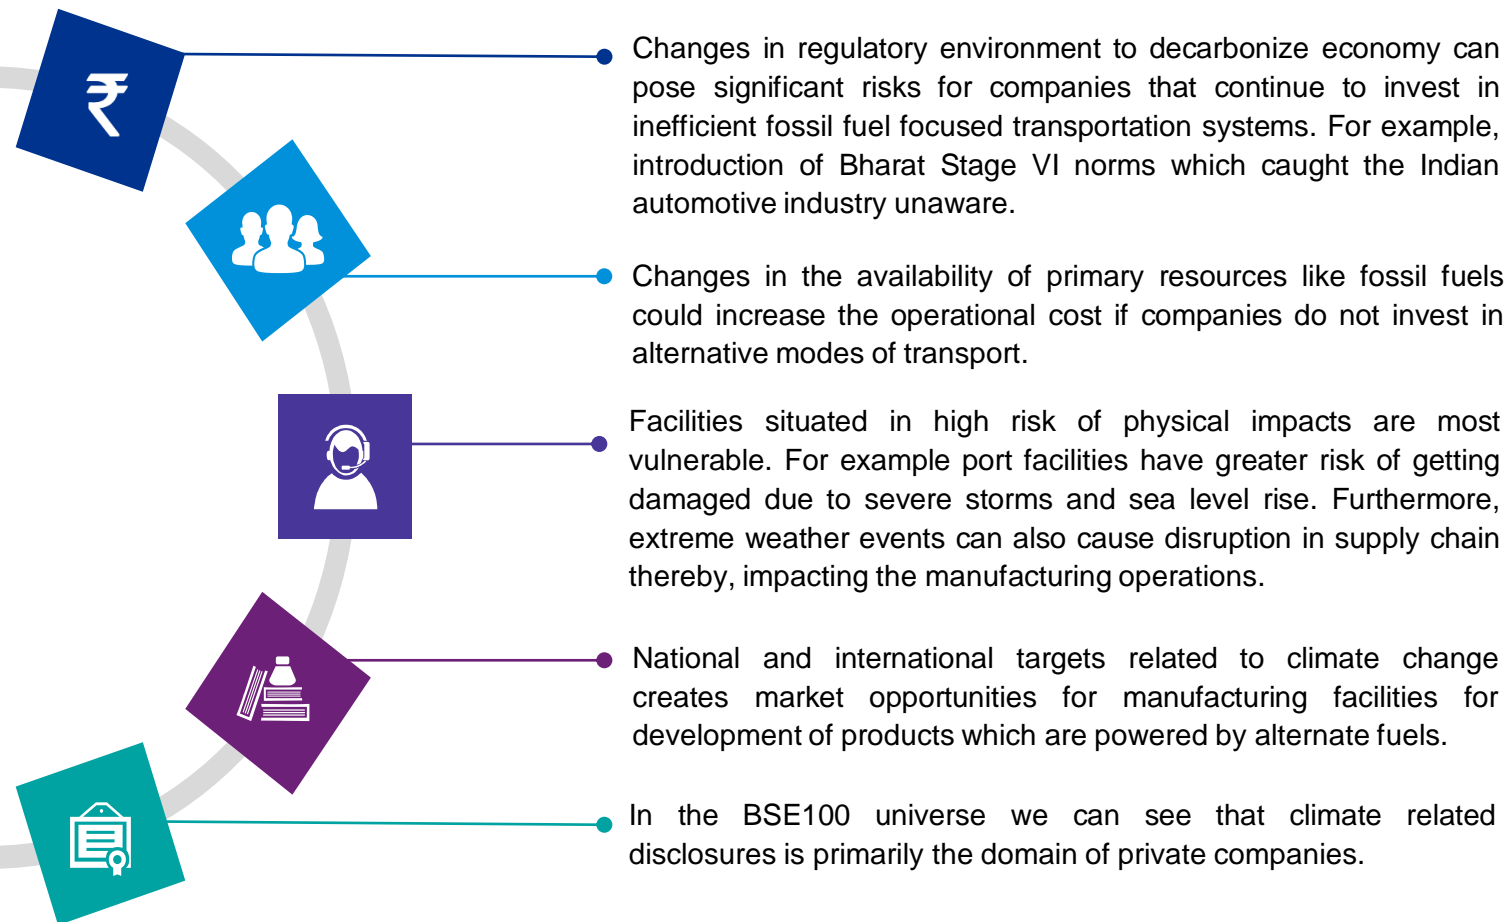 ₹
Changes in regulatory environment to decarbonize economy can
pose significant risks for companies that continue to invest in
inefficient fossil fuel focused transportation systems. For example,
introduction of Bharat Stage VI norms which caught the Indian
automotive industry unaware.
Changes in the availability of primary resources like fossil fuels
could increase the operational cost if companies do not invest in
alternative modes of transport.
Facilities situated in high risk of physical impacts are most
vulnerable. For example port facilities have greater risk of getting
damaged due to severe storms and sea level rise. Furthermore,
extreme weather events can also cause disruption in supply chain
thereby, impacting the manufacturing operations.
National and international targets related to climate change
creates market opportunities for manufacturing facilities for
development of products which are powered by alternate fuels.
In the BSE100 universe we can see that climate related
disclosures is primarily the domain of private companies.